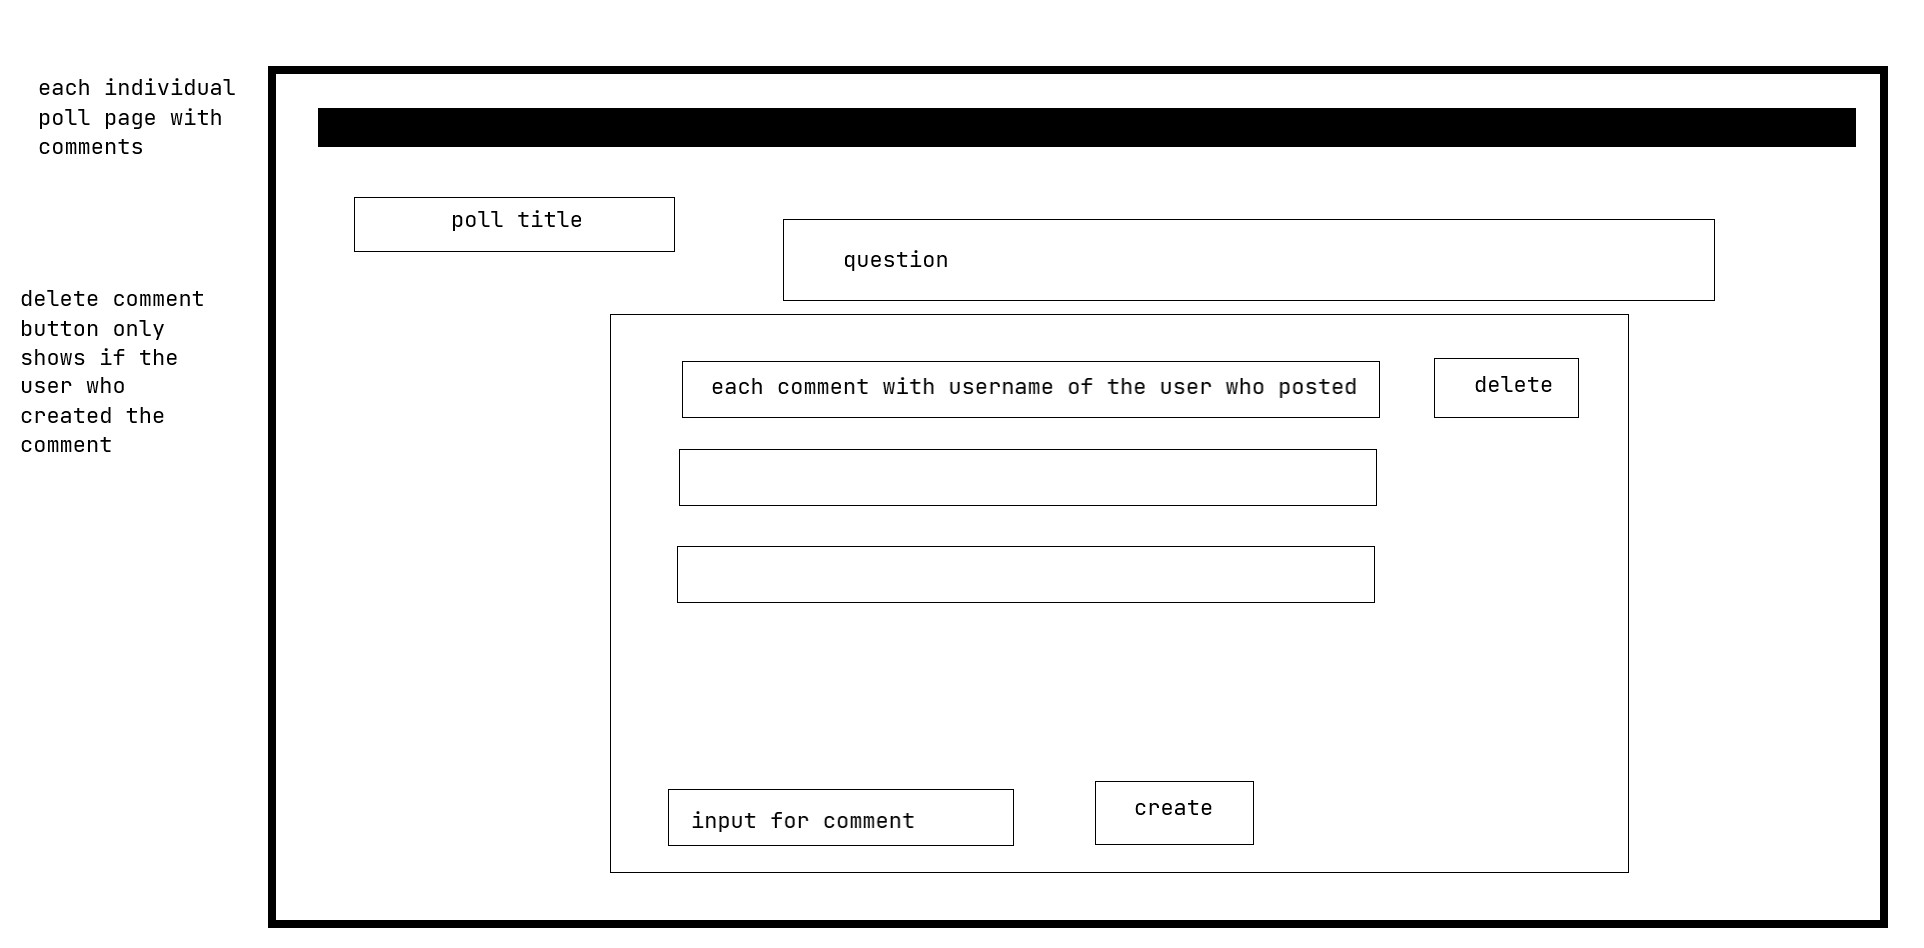 each individual
poll page with
comments
delete comment
button only
shows if the
user who
created the
comment
poll title
question
each comment with username of the user who posted
delete
input for comment
create